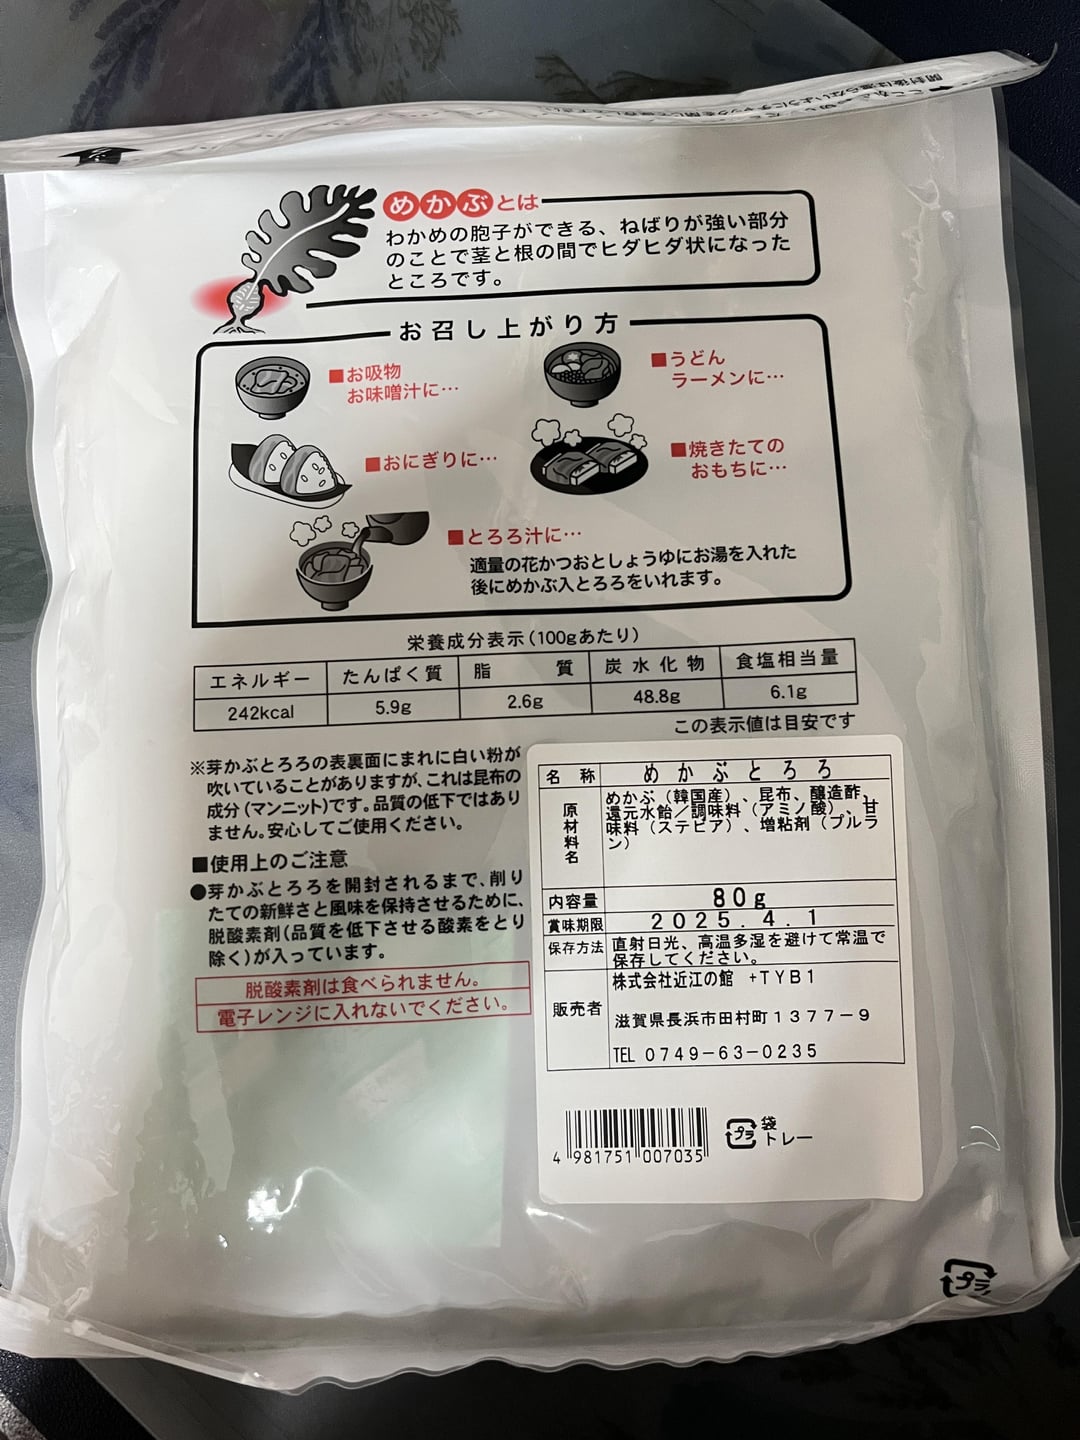 めかぶとは
わかめの胞子ができる、ねばりが強い部分
のことで茎と根の間でヒダヒダ状になった
ところです。
お召し上がり方
■お吸物
お味噌汁に…
■うどん
ラーメンに…
■おにぎりに…
■焼きたての
おもちに…
■とろろ汁に…
適量の花かつおとしょうゆにお湯を入れた
後にめかぶ入とろろをいれます。
栄養成分表示(100gあたり)
エネルギー たんぱく質 脂質 炭水化物 食塩相当量
242kcal 5.9g 2.6g 48.8g 6.1g
この表示値は目安です
※芽かぶとろろの表裏面にまれに白い粉が
吹いていることがありますが、これは昆布の
成分(マンニット)です。品質の低下ではあり
ません。安心してご使用ください。
■使用上のご注意
●芽かぶとろろを開封されるまで、削り
たての新鮮さと風味を保持させるために、
脱酸素剤(品質を低下させる酸素をとり
除く)が入っています。
脱酸素剤は食べられません。
電子レンジに入れないでください。
名称 めかぶとろろ
原材料名 めかぶ(韓国産)、昆布、醸造酢、
還元水飴/調味料(アミノ酸)、甘
味料(ステビア)、増粘剤(プルラ
ン)
内容量 80g
賞味期限 2025.4.1
保存方法 直射日光、高温多湿を避けて常温で
保存してください。
販売者 株式会社近江の館 +TYB1
滋賀県長浜市田村町1377-9
TEL 0749-63-0235
4 981751 007035
プラ 袋
トレー
プラ